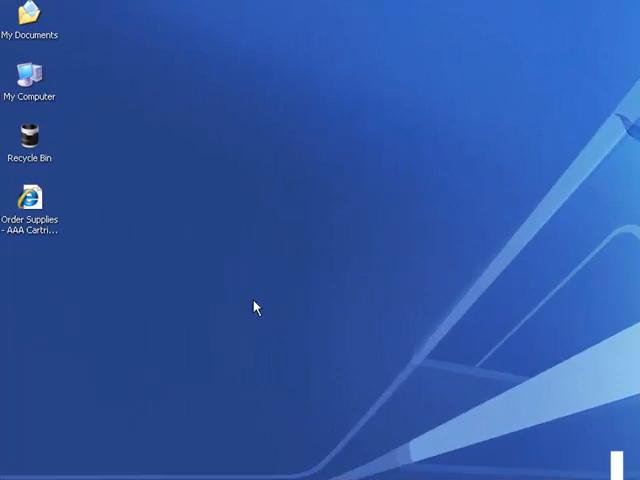 My Documents
My Computer
Recycle Bin
Order Supplies
- AAA Cartri...